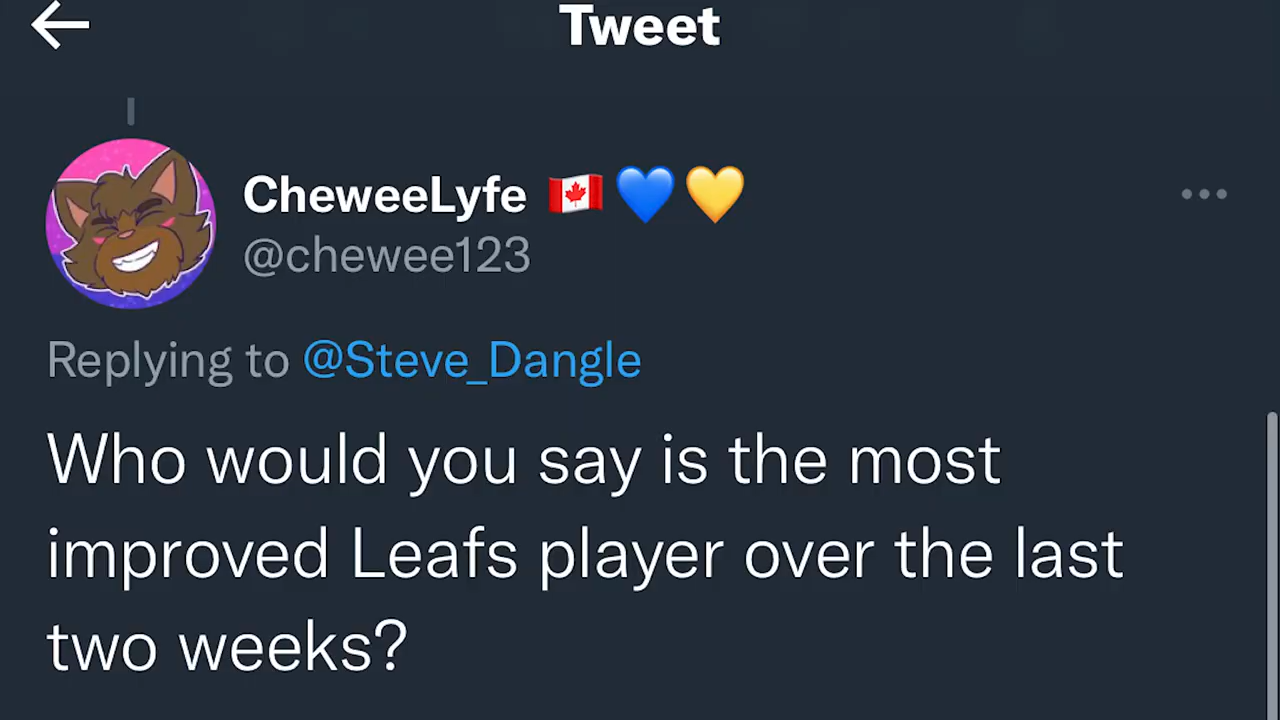 Tweet
CheweeLyfe 🇨🇦💙💛
@chewee123
Replying to @Steve_Dangle
Who would you say is the most
improved Leafs player over the last
two weeks?